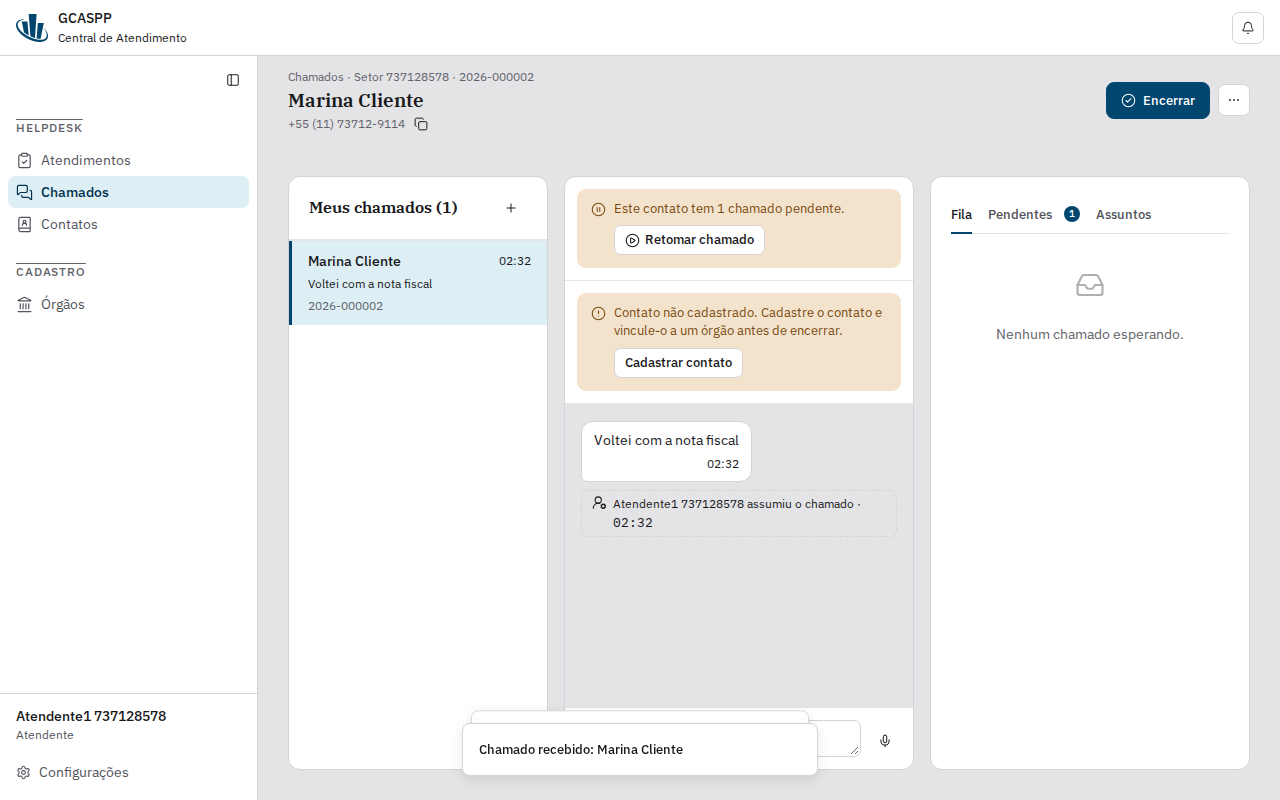 GCASPP
Central de Atendimento
HELPDESK
Atendimentos
Chamados
Contatos
CADASTRO
Órgãos
Atendente1 737128578
Atendente
Configurações
Chamados · Setor 737128578 · 2026-000002
Marina Cliente
+55 (11) 73712-9114
Encerrar
Meus chamados (1)
Marina Cliente 02:32
Voltei com a nota fiscal
2026-000002
Este contato tem 1 chamado pendente.
Retomar chamado
Contato não cadastrado. Cadastre o contato e
vincule-o a um órgão antes de encerrar.
Cadastrar contato
Voltei com a nota fiscal
02:32
Atendente1 737128578 assumiu o chamado ·
02:32
Chamado recebido: Marina Cliente
Fila Pendentes 1 Assuntos
Nenhum chamado esperando.